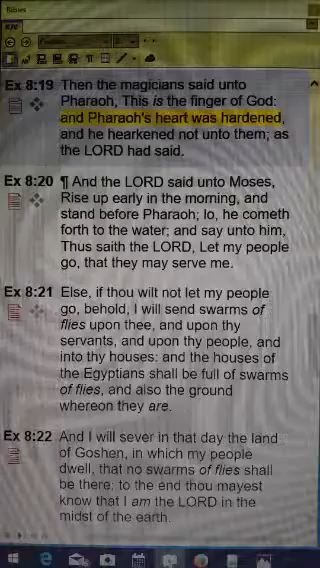 Bibles
KJV
Ex 8:19 Then the magicians said unto
Pharaoh, This is the finger of God:
and Pharaoh's heart was hardened,
and he hearkened not unto them; as
the LORD had said.
Ex 8:20 ¶ And the LORD said unto Moses,
Rise up early in the morning, and
stand before Pharaoh; lo, he cometh
forth to the water; and say unto him,
Thus saith the LORD, Let my people
go, that they may serve me.
Ex 8:21 Else, if thou wilt not let my people
go, behold, I will send swarms of
flies upon thee, and upon thy
servants, and upon thy people, and
into thy houses: and the houses of
the Egyptians shall be full of swarms
of flies, and also the ground
whereon they are.
Ex 8:22 And I will sever in that day the land
of Goshen, in which my people
dwell, that no swarms of flies shall
be there; to the end thou mayest
know that I am the LORD in the
midst of the earth.